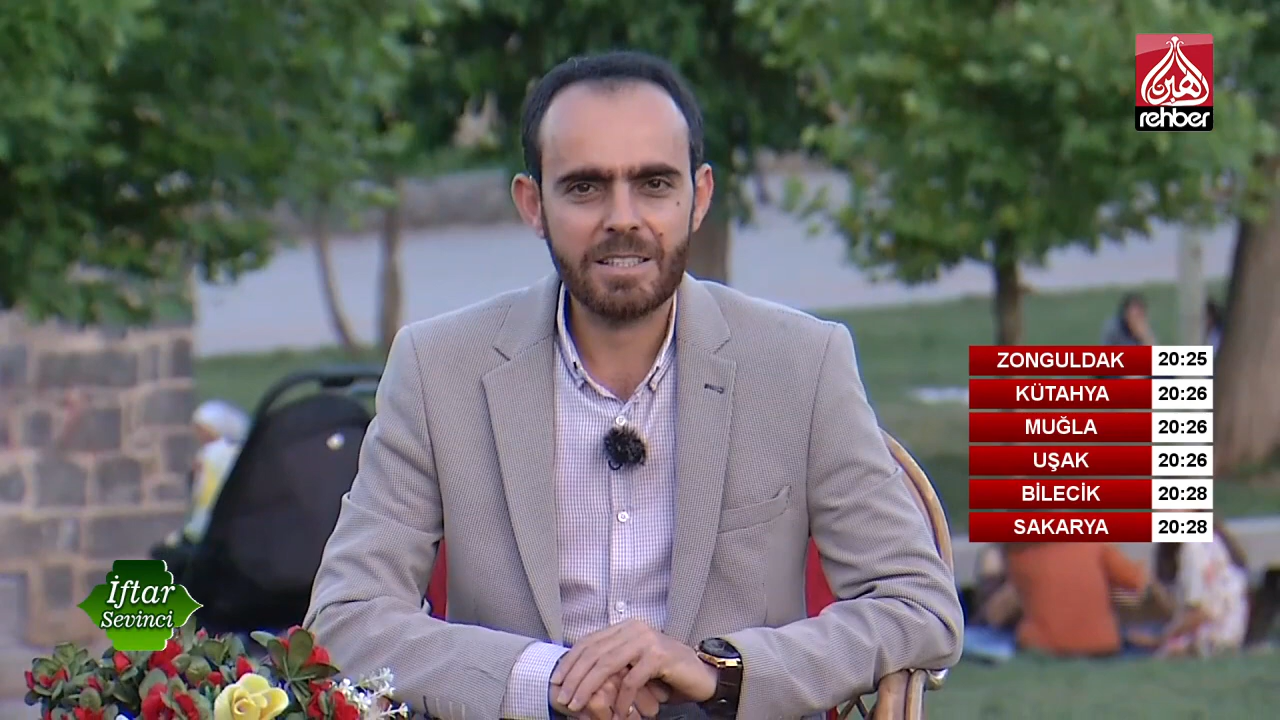 رهبر
rehber
ZONGULDAK 20:25
KÜTAHYA 20:26
MUĞLA 20:26
UŞAK 20:26
BİLECİK 20:28
SAKARYA 20:28
İftar
Sevinci